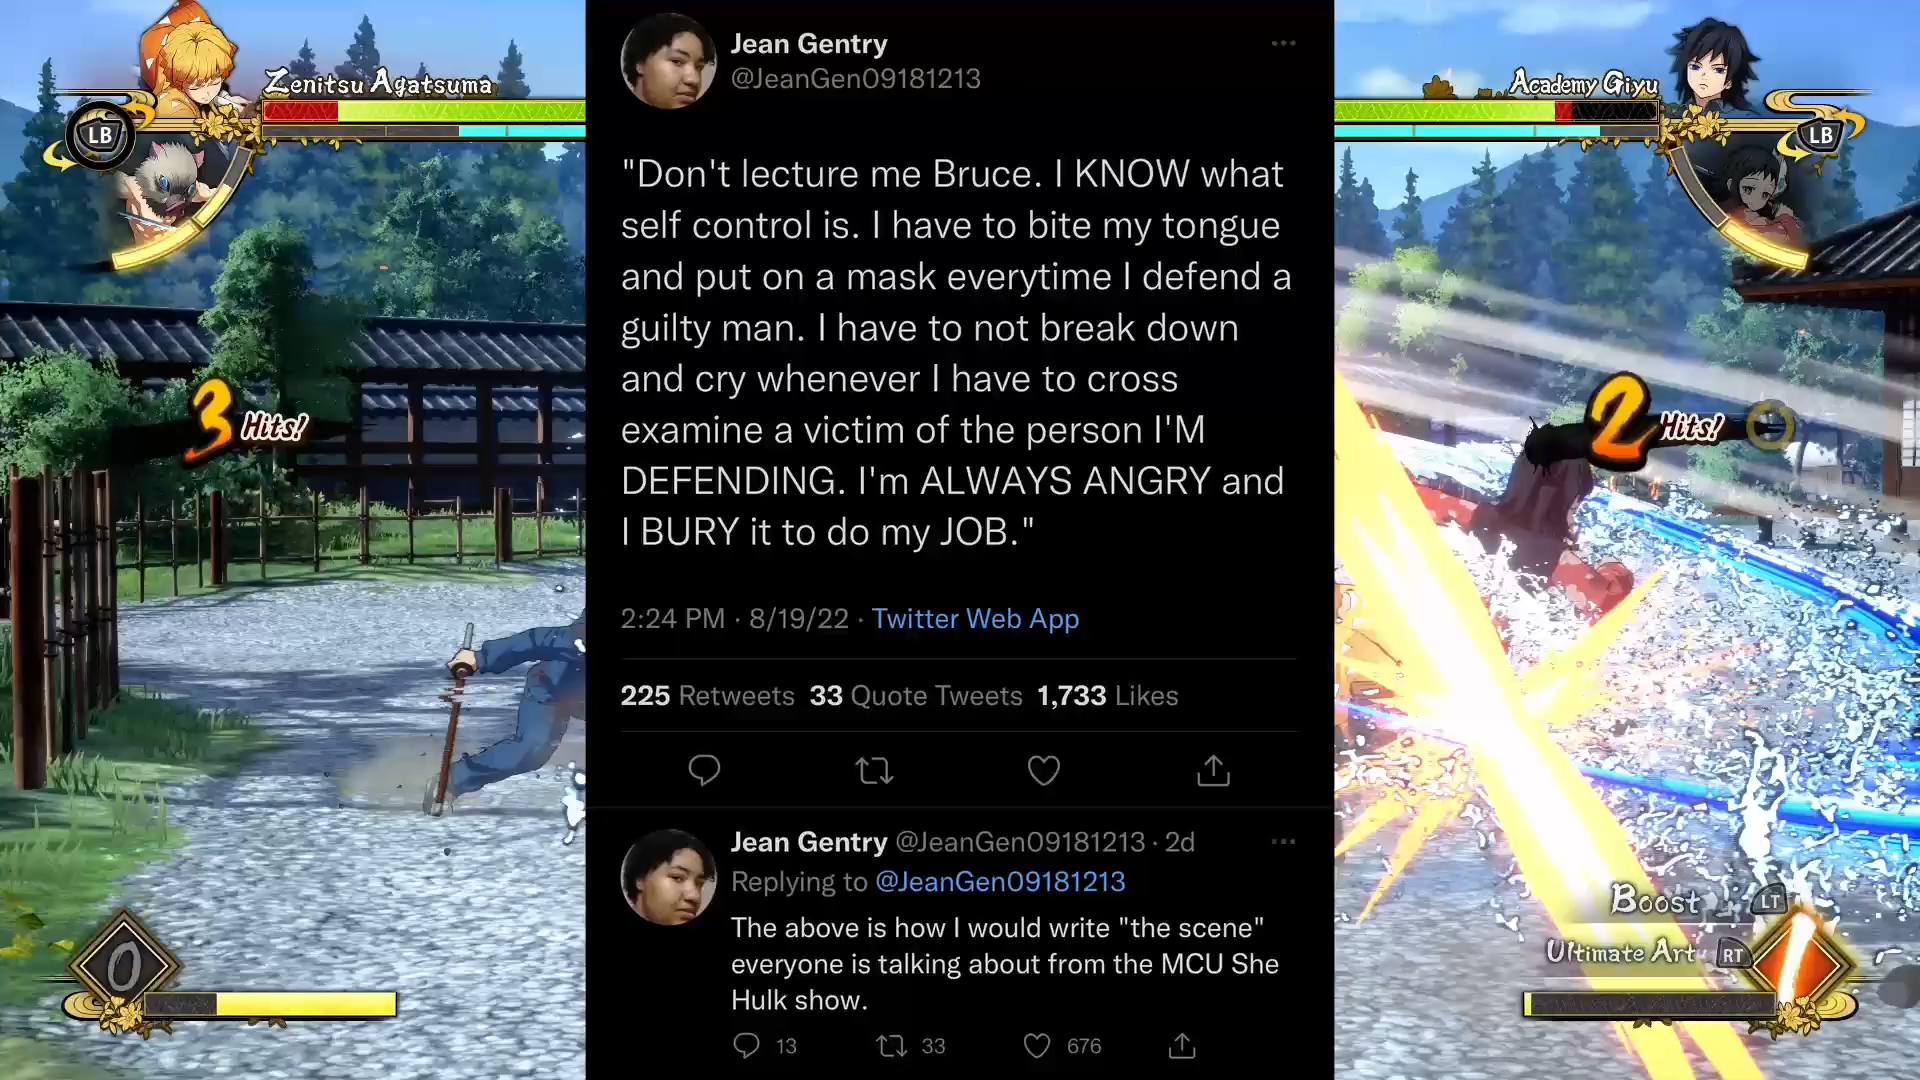 Zenitsu Agatsuma
LB
3 Hits!
0
Jean Gentry
@JeanGen09181213
"Don't lecture me Bruce. I KNOW what
self control is. I have to bite my tongue
and put on a mask everytime I defend a
guilty man. I have to not break down
and cry whenever I have to cross
examine a victim of the person I'M
DEFENDING. I'm ALWAYS ANGRY and
I BURY it to do my JOB."
2:24 PM · 8/19/22 · Twitter Web App
225 Retweets 33 Quote Tweets 1,733 Likes
Jean Gentry @JeanGen09181213 · 2d
Replying to @JeanGen09181213
The above is how I would write "the scene"
everyone is talking about from the MCU She
Hulk show.
13 33 676
Academy Giyu
LB
2 Hits!
Boost LT
Ultimate Art RT
1